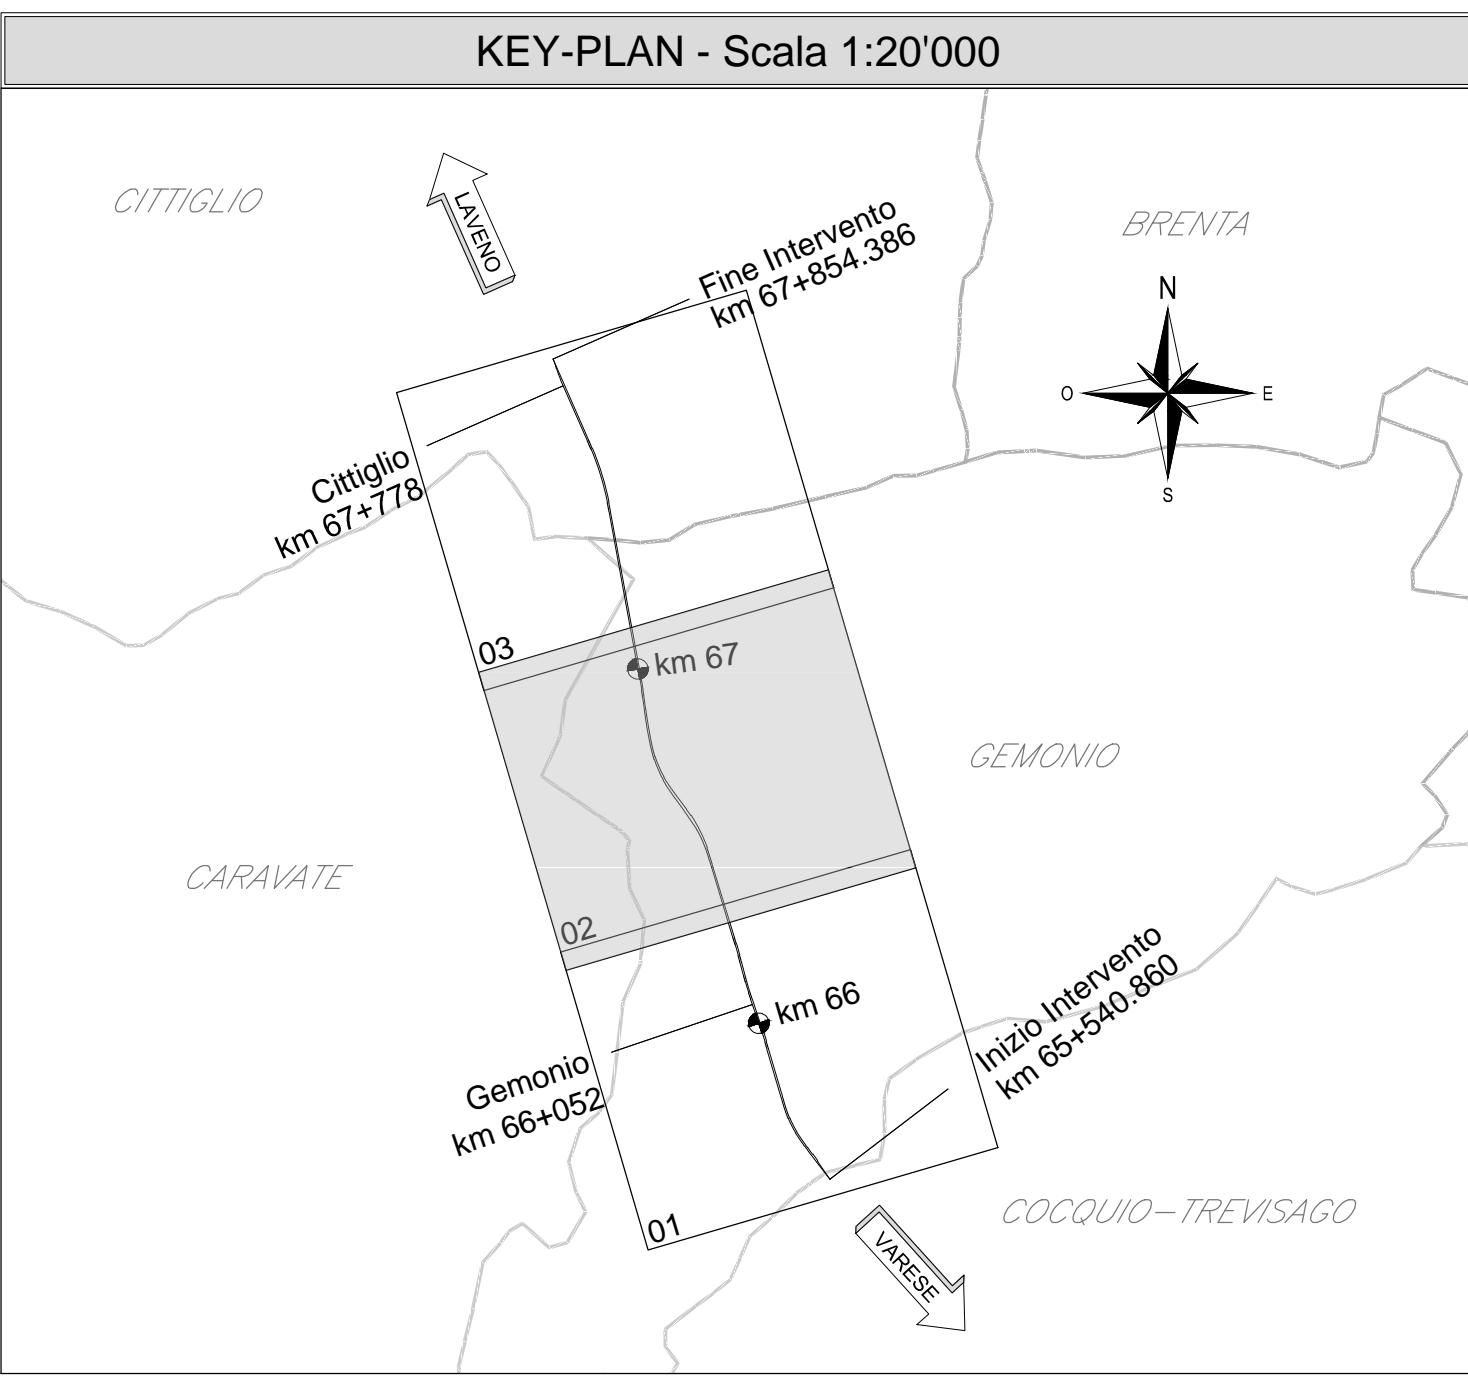 KEY-PLAN - Scala 1:20'000
CITTIGLIO
LAVENO
Fine Intervento
km 67+854.386
BRENTA
N
O
E
S
Cittiglio
km 67+778
03
km 67
GEMONIO
CARAVATE
02
km 66
Inizio Intervento
km 65+540.860
Gemonio
km 66+052
01
COCQUIO-TREVISAGO
VARESE